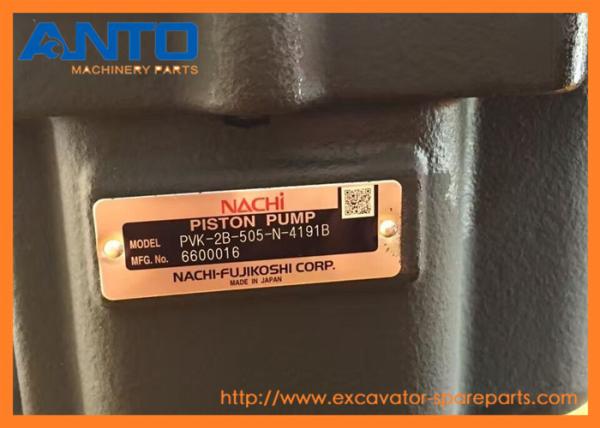 ANTO
MACHINERY PARTS
NACHi
PISTON PUMP
MODEL PVK-2B-505-N-4191B
MFG. No. 6600016
NACHI-FUJIKOSHI CORP.
MADE IN JAPAN
http://www.excavator-spareparts.com